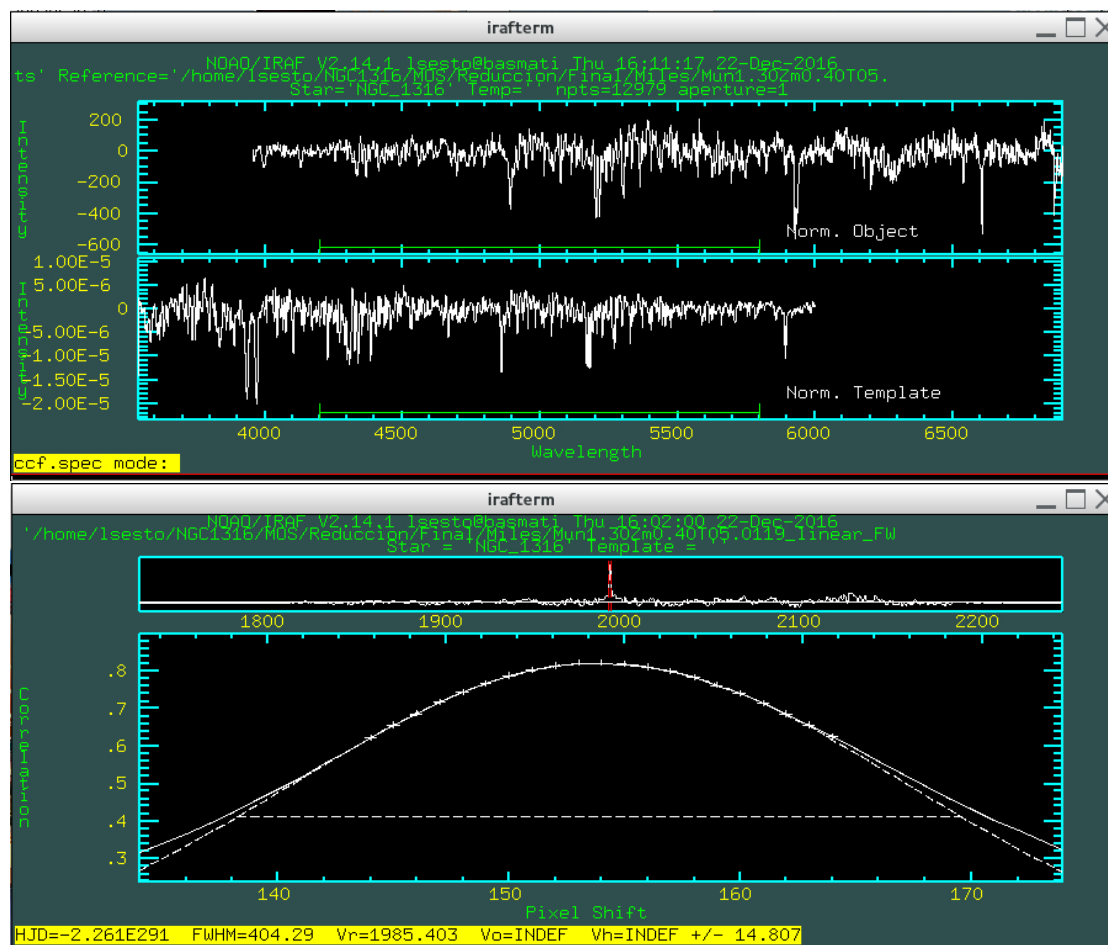 irafterm
NOAO/IRAF V2.14.1 lsesto@basmati Thu 16:11:17 22-Dec-2016
ts' Reference='/home/lsesto/NGC1316/MOS/Reduccion/Final/Miles/Mun1.30Zm0.40T05.
Star='NGC_1316' Temp='' npts=12979 aperture=1
Intensity
200
0
-200
-400
-600
Norm. Object
Intensity
1.00E-5
5.00E-6
0
-5.00E-6
-1.00E-5
-1.50E-5
-2.00E-5
Norm. Template
4000 4500 5000 5500 6000 6500
Wavelength
ccf.spec mode:
irafterm
NOAO/IRAF V2.14.1 lsesto@basmati Thu 16:02:00 22-Dec-2016
'/home/lsesto/NGC1316/MOS/Reduccion/Final/Miles/Mun1.30Zm0.40T05.0119_linear_FW
Star = 'NGC_1316' Template = ''
1800 1900 2000 2100 2200
Correlation
.8
.7
.6
.5
.4
.3
140 150 160 170
Pixel Shift
HJD=-2.261E291 FWHM=404.29 Vr=1985.403 Vo=INDEF Vh=INDEF +/- 14.807